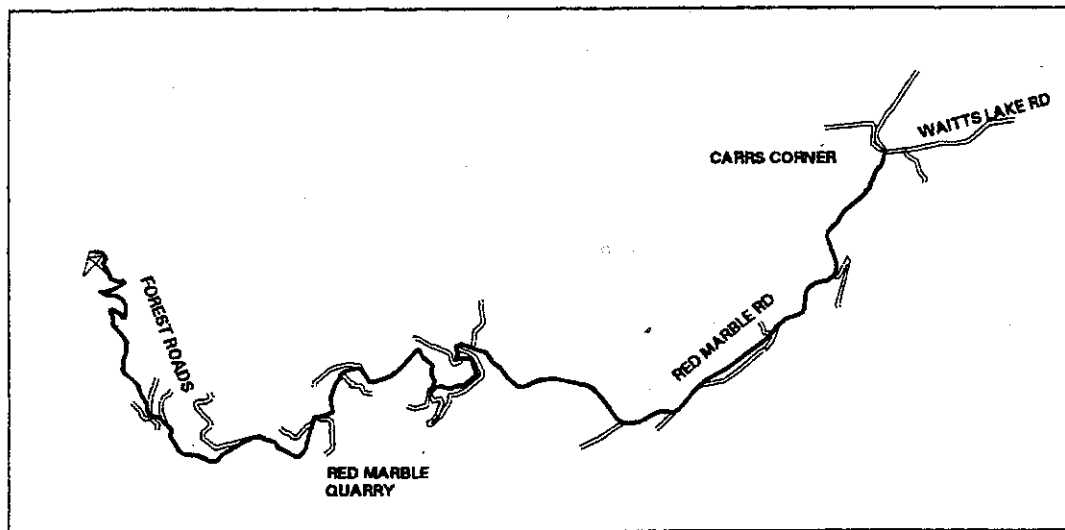 WAITTS LAKE RD
CARRS CORNER
FOREST ROADS
RED MARBLE RD
RED MARBLE
QUARRY